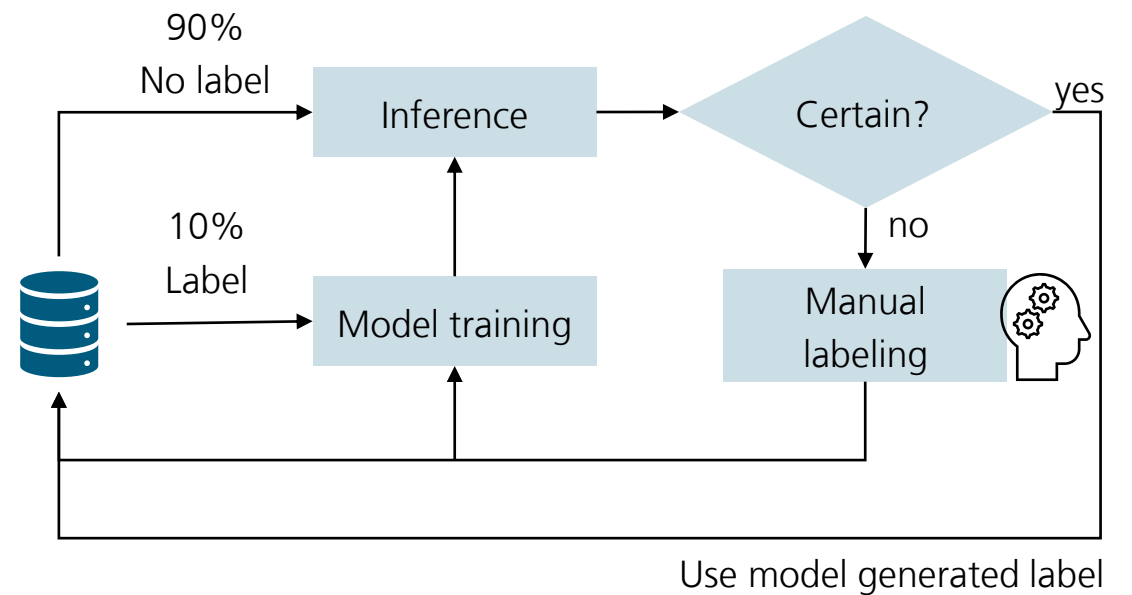 90%
No label
Inference
Certain?
yes
10%
Label
no
Model training
Manual
labeling
Use model generated label